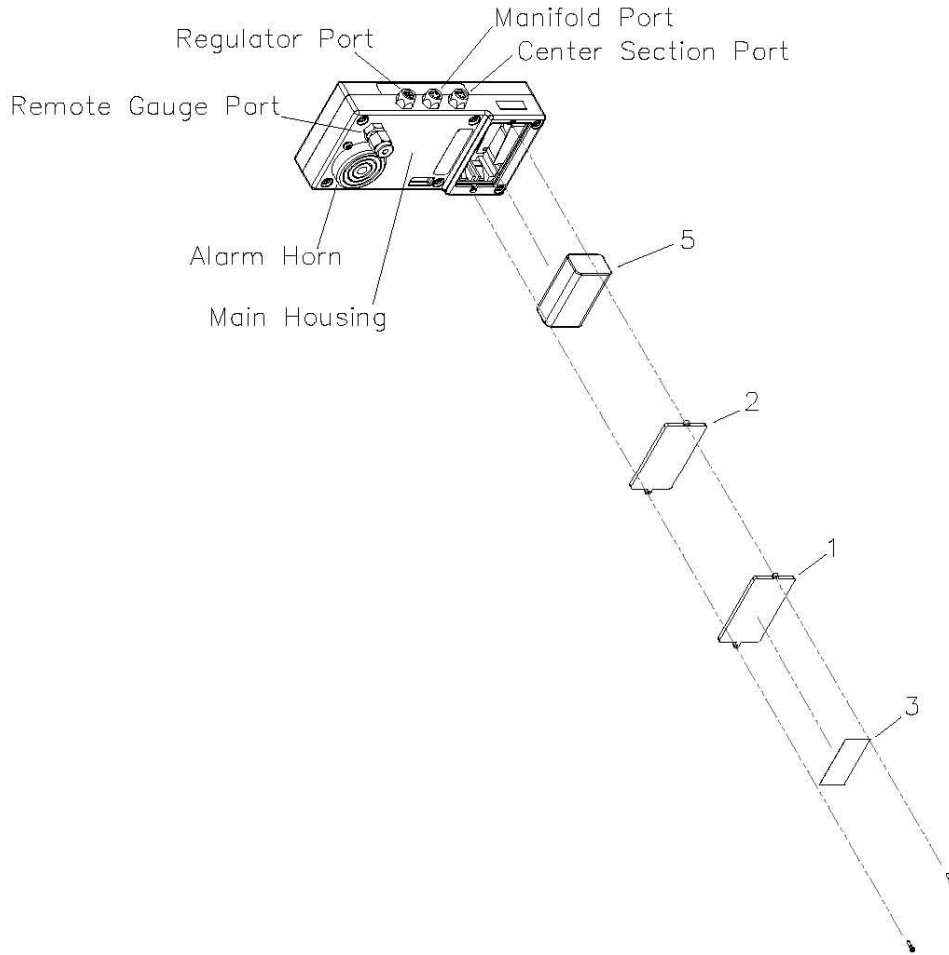 Manifold Port
Regulator Port
Center Section Port
Remote Gauge Port
Alarm Horn
Main Housing
5
2
1
3